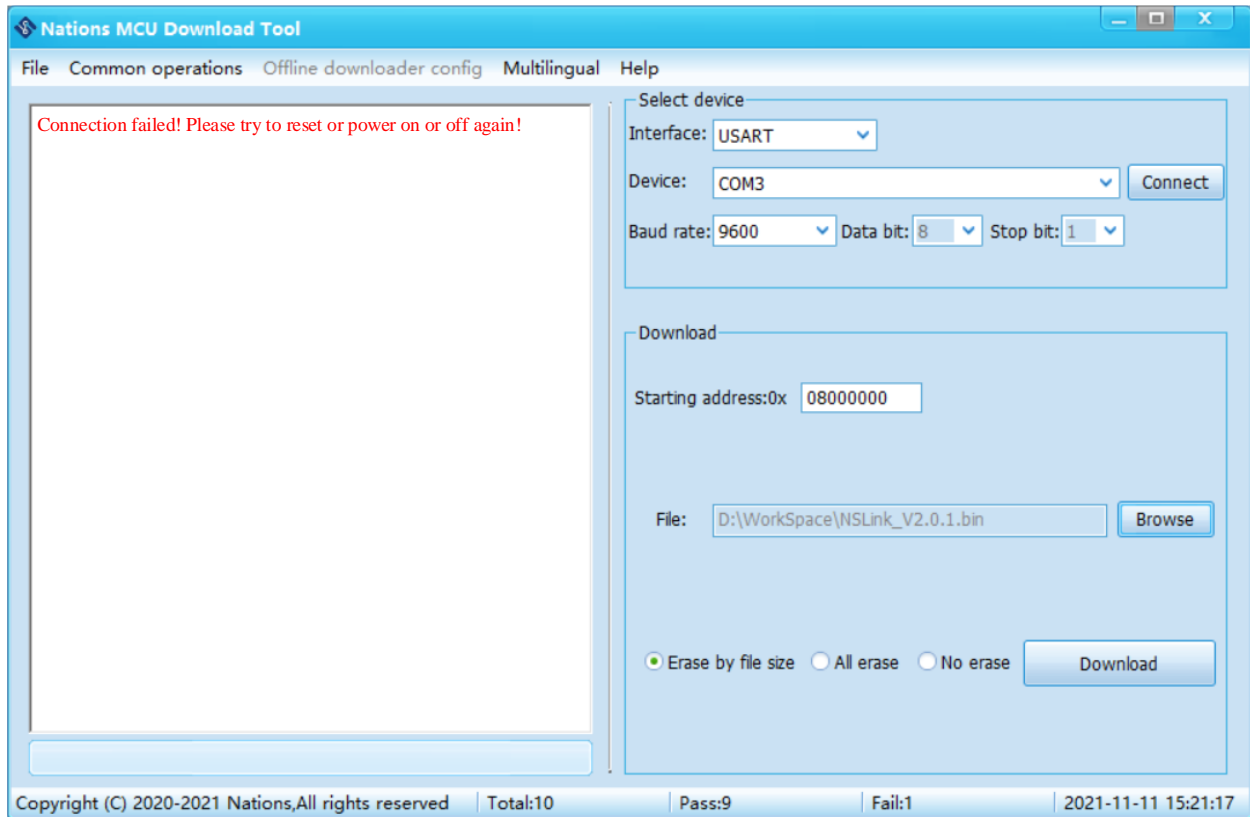 Nations MCU Download Tool
File Common operations Offline downloader config Multilingual Help
Connection failed! Please try to reset or power on or off again!
Select device
Interface: USART
Device: COM3 Connect
Baud rate: 9600 Data bit: 8 Stop bit: 1
Download
Starting address:0x 08000000
File: D:\WorkSpace\NSLink_V2.0.1.bin Browse
Erase by file size All erase No erase Download
Copyright (C) 2020-2021 Nations,All rights reserved Total:10 Pass:9 Fail:1 2021-11-11 15:21:17